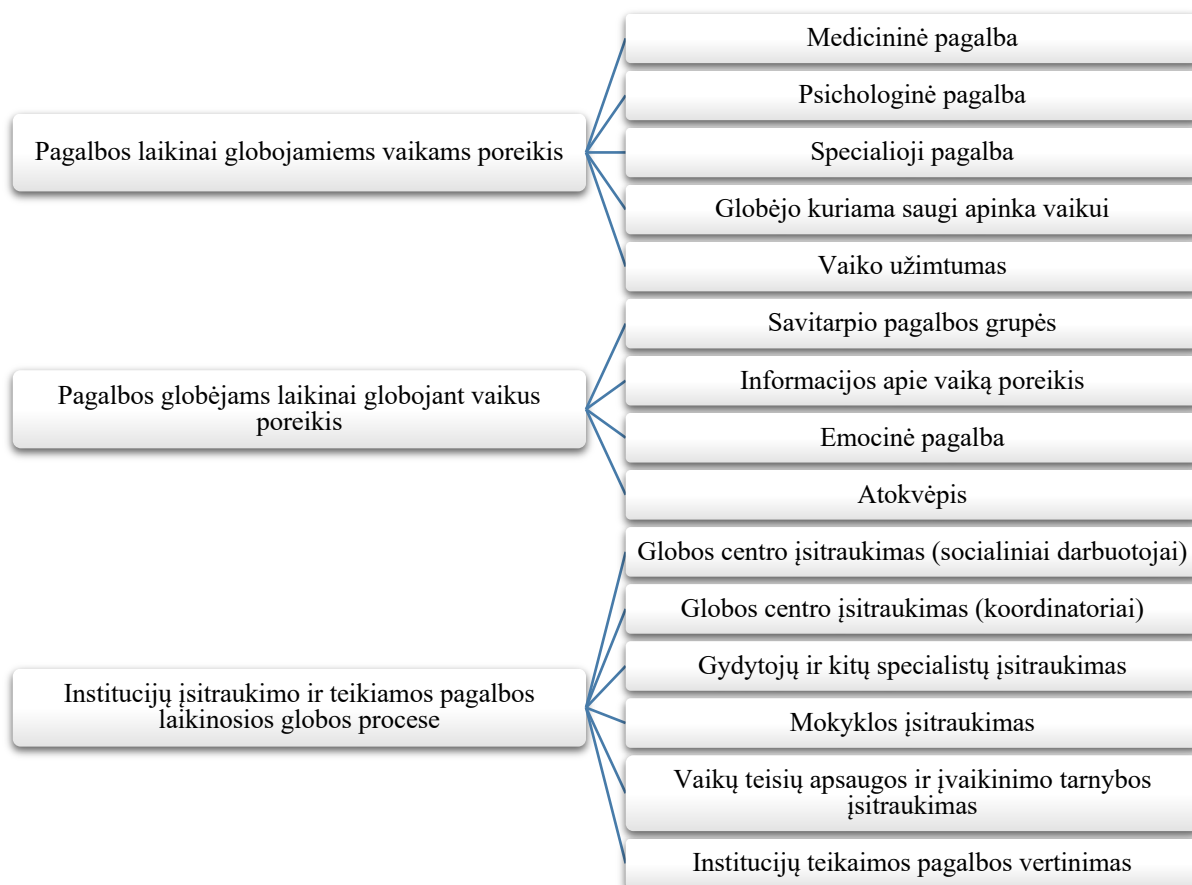 Pagalbos laikinai globojamiems vaikams poreikis
Medicininė pagalba
Psichologinė pagalba
Specialioji pagalba
Globėjo kuriama saugi apinka vaikui
Vaiko užimtumas
Pagalbos globėjams laikinai globojant vaikus
poreikis
Savitarpio pagalbos grupės
Informacijos apie vaiką poreikis
Emocinė pagalba
Atokvėpis
Institucijų įsitraukimo ir teikiamos pagalbos
laikinosios globos procese
Globos centro įsitraukimas (socialiniai darbuotojai)
Globos centro įsitraukimas (koordinatoriai)
Gydytojų ir kitų specialistų įsitraukimas
Mokyklos įsitraukimas
Vaikų teisių apsaugos ir įvaikinimo tarnybos
įsitraukimas
Institucijų teikaimos pagalbos vertinimas